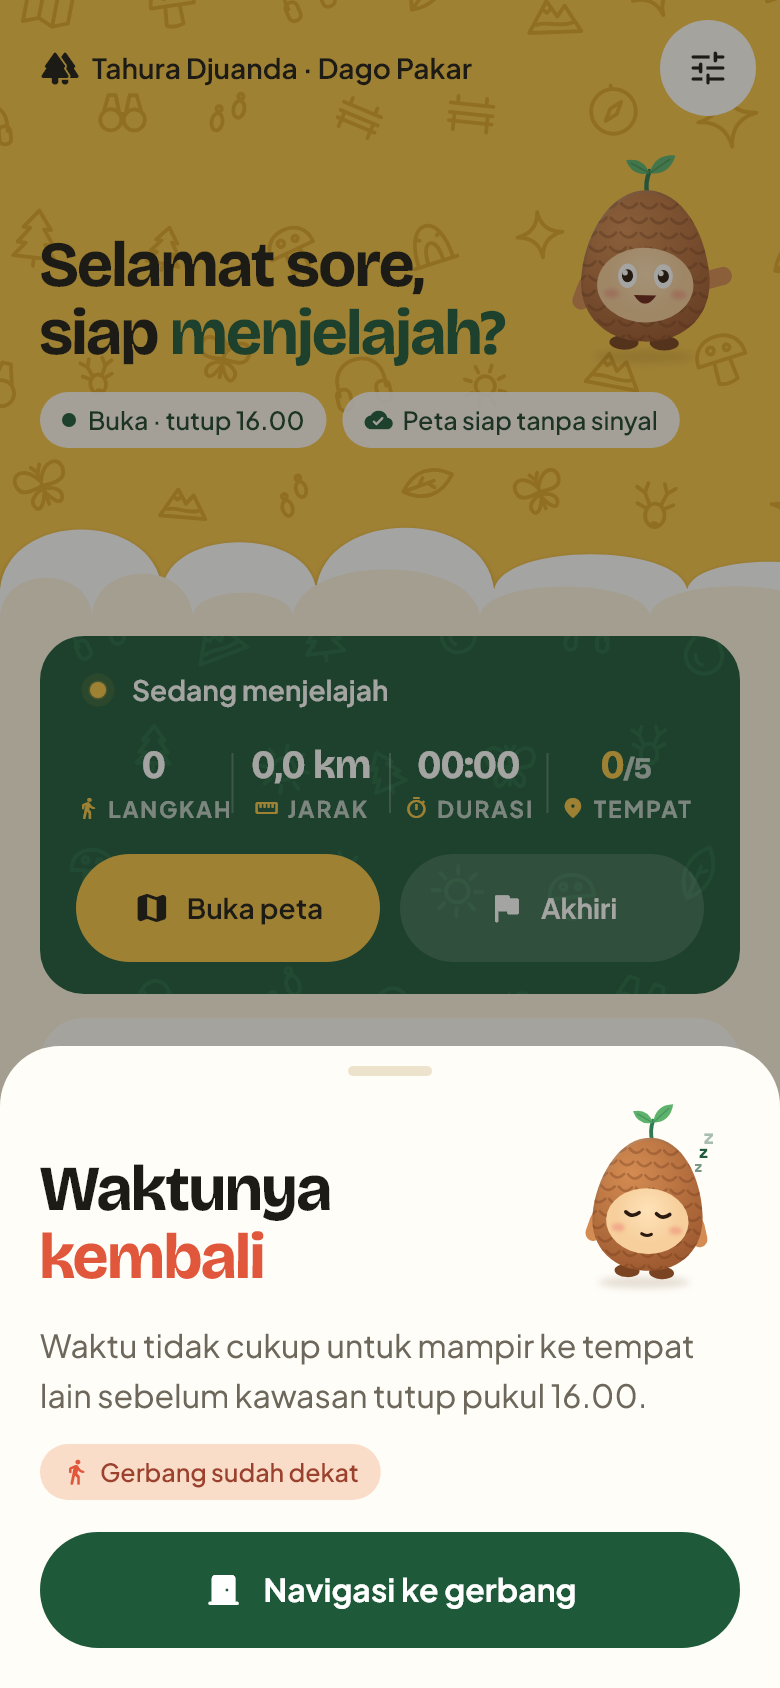 Tahura Djuanda · Dago Pakar
Selamat sore,
siap menjelajah?
Buka · tutup 16.00
Peta siap tanpa sinyal
Sedang menjelajah
0 0,0 km 00:00 0/5
LANGKAH JARAK DURASI TEMPAT
Buka peta
Akhiri
z
z
z
Waktunya
kembali
Waktu tidak cukup untuk mampir ke tempat
lain sebelum kawasan tutup pukul 16.00.
Gerbang sudah dekat
Navigasi ke gerbang